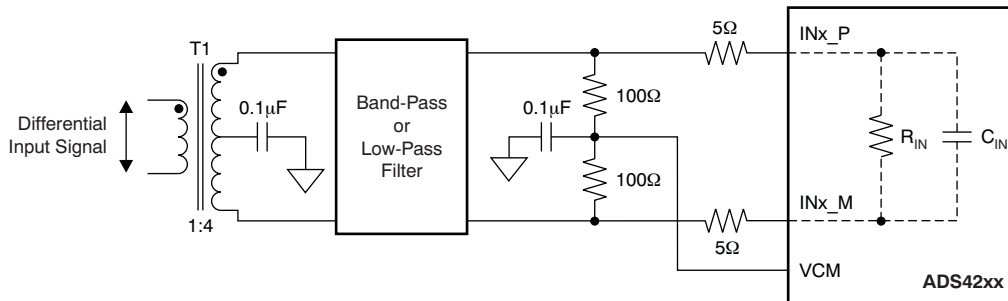 T1
Differential
Input Signal
1:4
0.1μF
Band-Pass
or
Low-Pass
Filter
0.1μF
100Ω
100Ω
5Ω
5Ω
INx_P
R_IN
C_IN
INx_M
VCM
ADS42xx